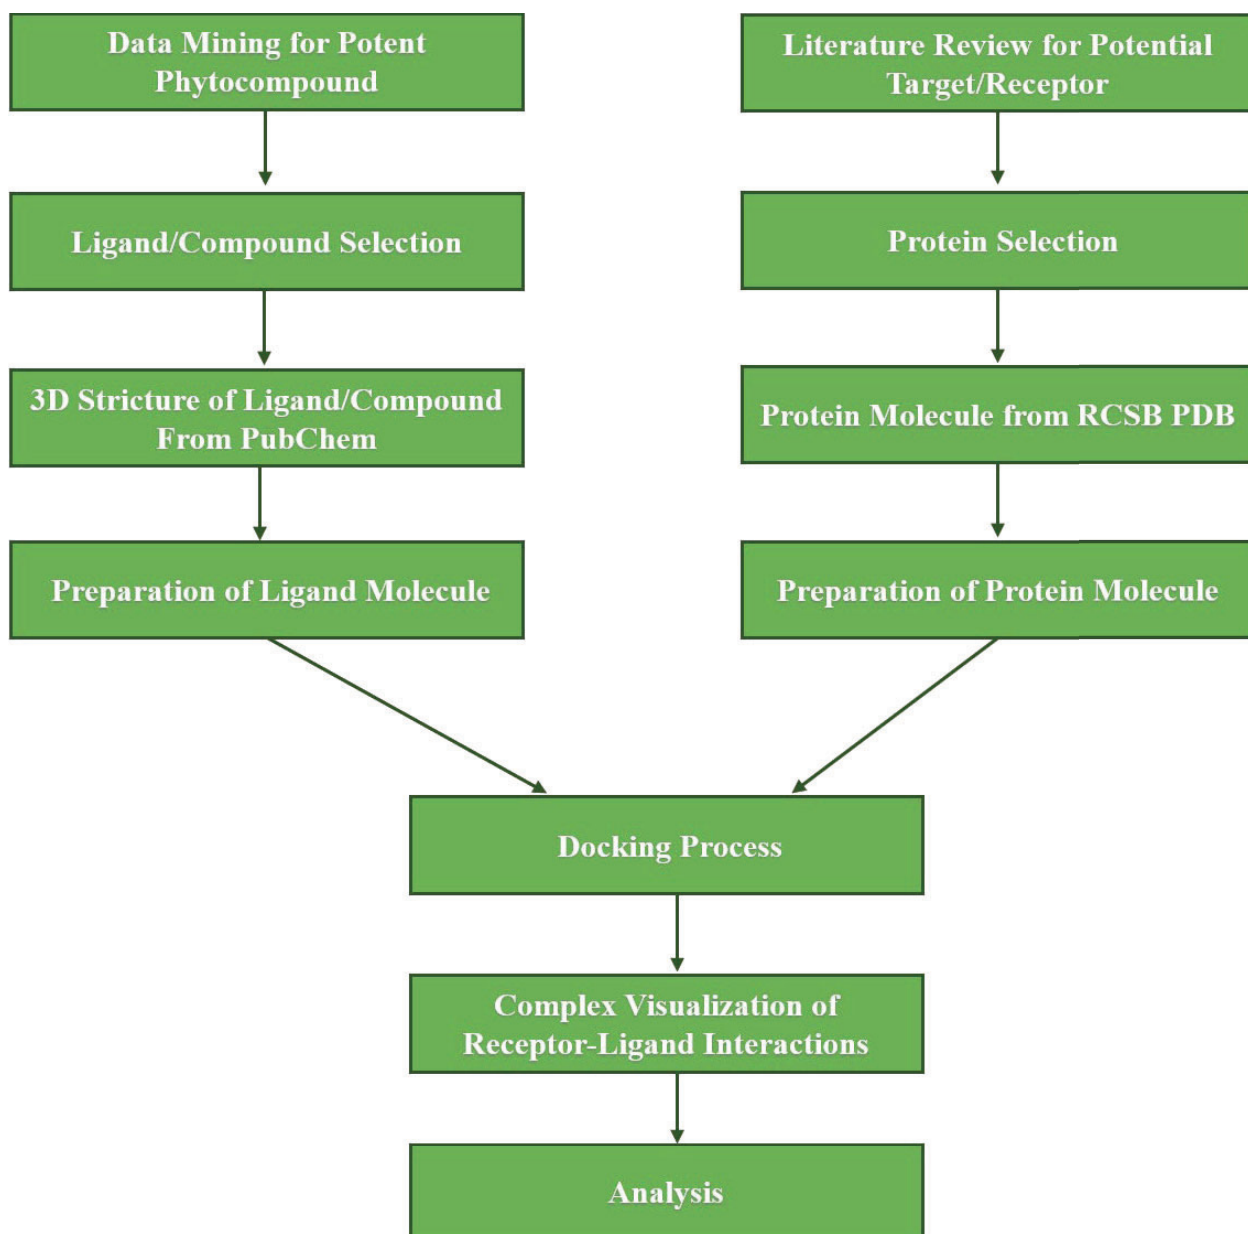 Data Mining for Potent
Phytocompound
Ligand/Compound Selection
3D Stricture of Ligand/Compound
From PubChem
Preparation of Ligand Molecule
Literature Review for Potential
Target/Receptor
Protein Selection
Protein Molecule from RCSB PDB
Preparation of Protein Molecule
Docking Process
Complex Visualization of
Receptor-Ligand Interactions
Analysis